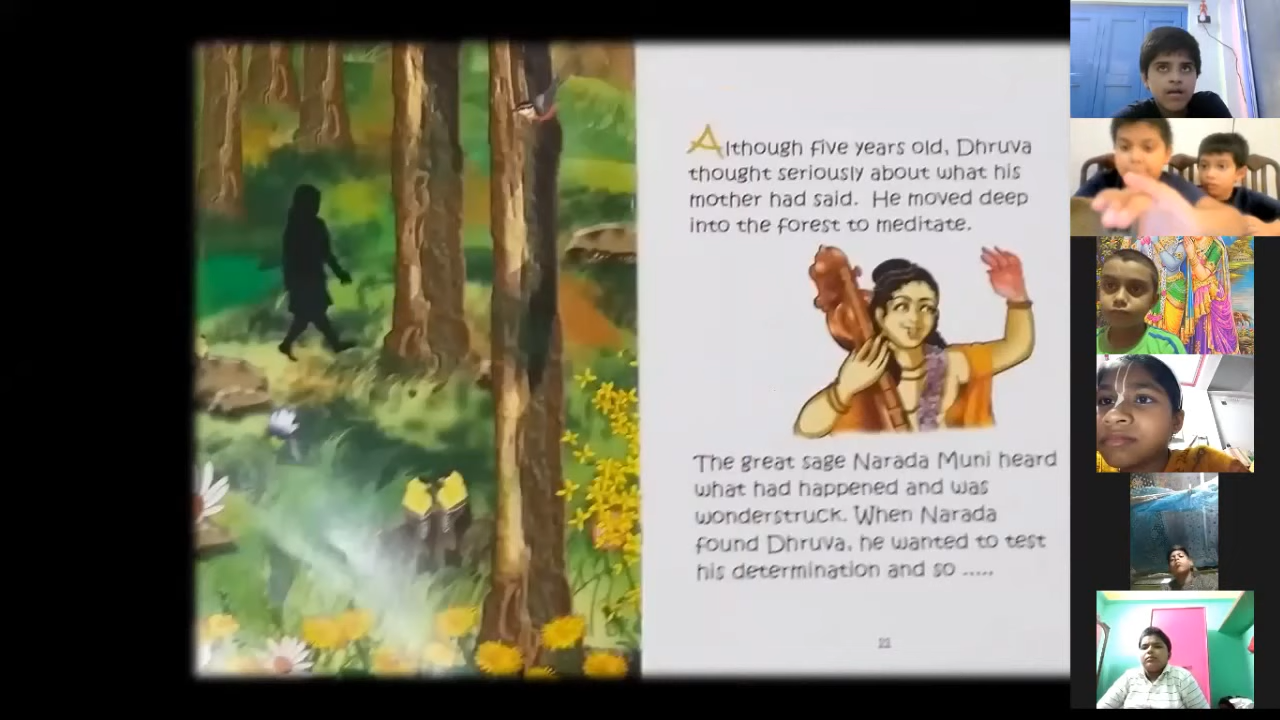 Although five years old, Dhruva
thought seriously about what his
mother had said. He moved deep
into the forest to meditate.
The great sage Narada Muni heard
what had happened and was
wonderstruck. When Narada
found Dhruva, he wanted to test
his determination and so .....